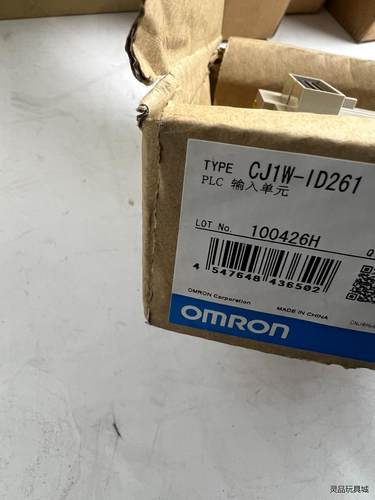 TYPE CJ1W-ID261
PLC 输入单元
LOT No. 100426H
Q
4 547648 436502
OMRON Corporation
MADE IN CHINA
OMRON
灵品玩具城